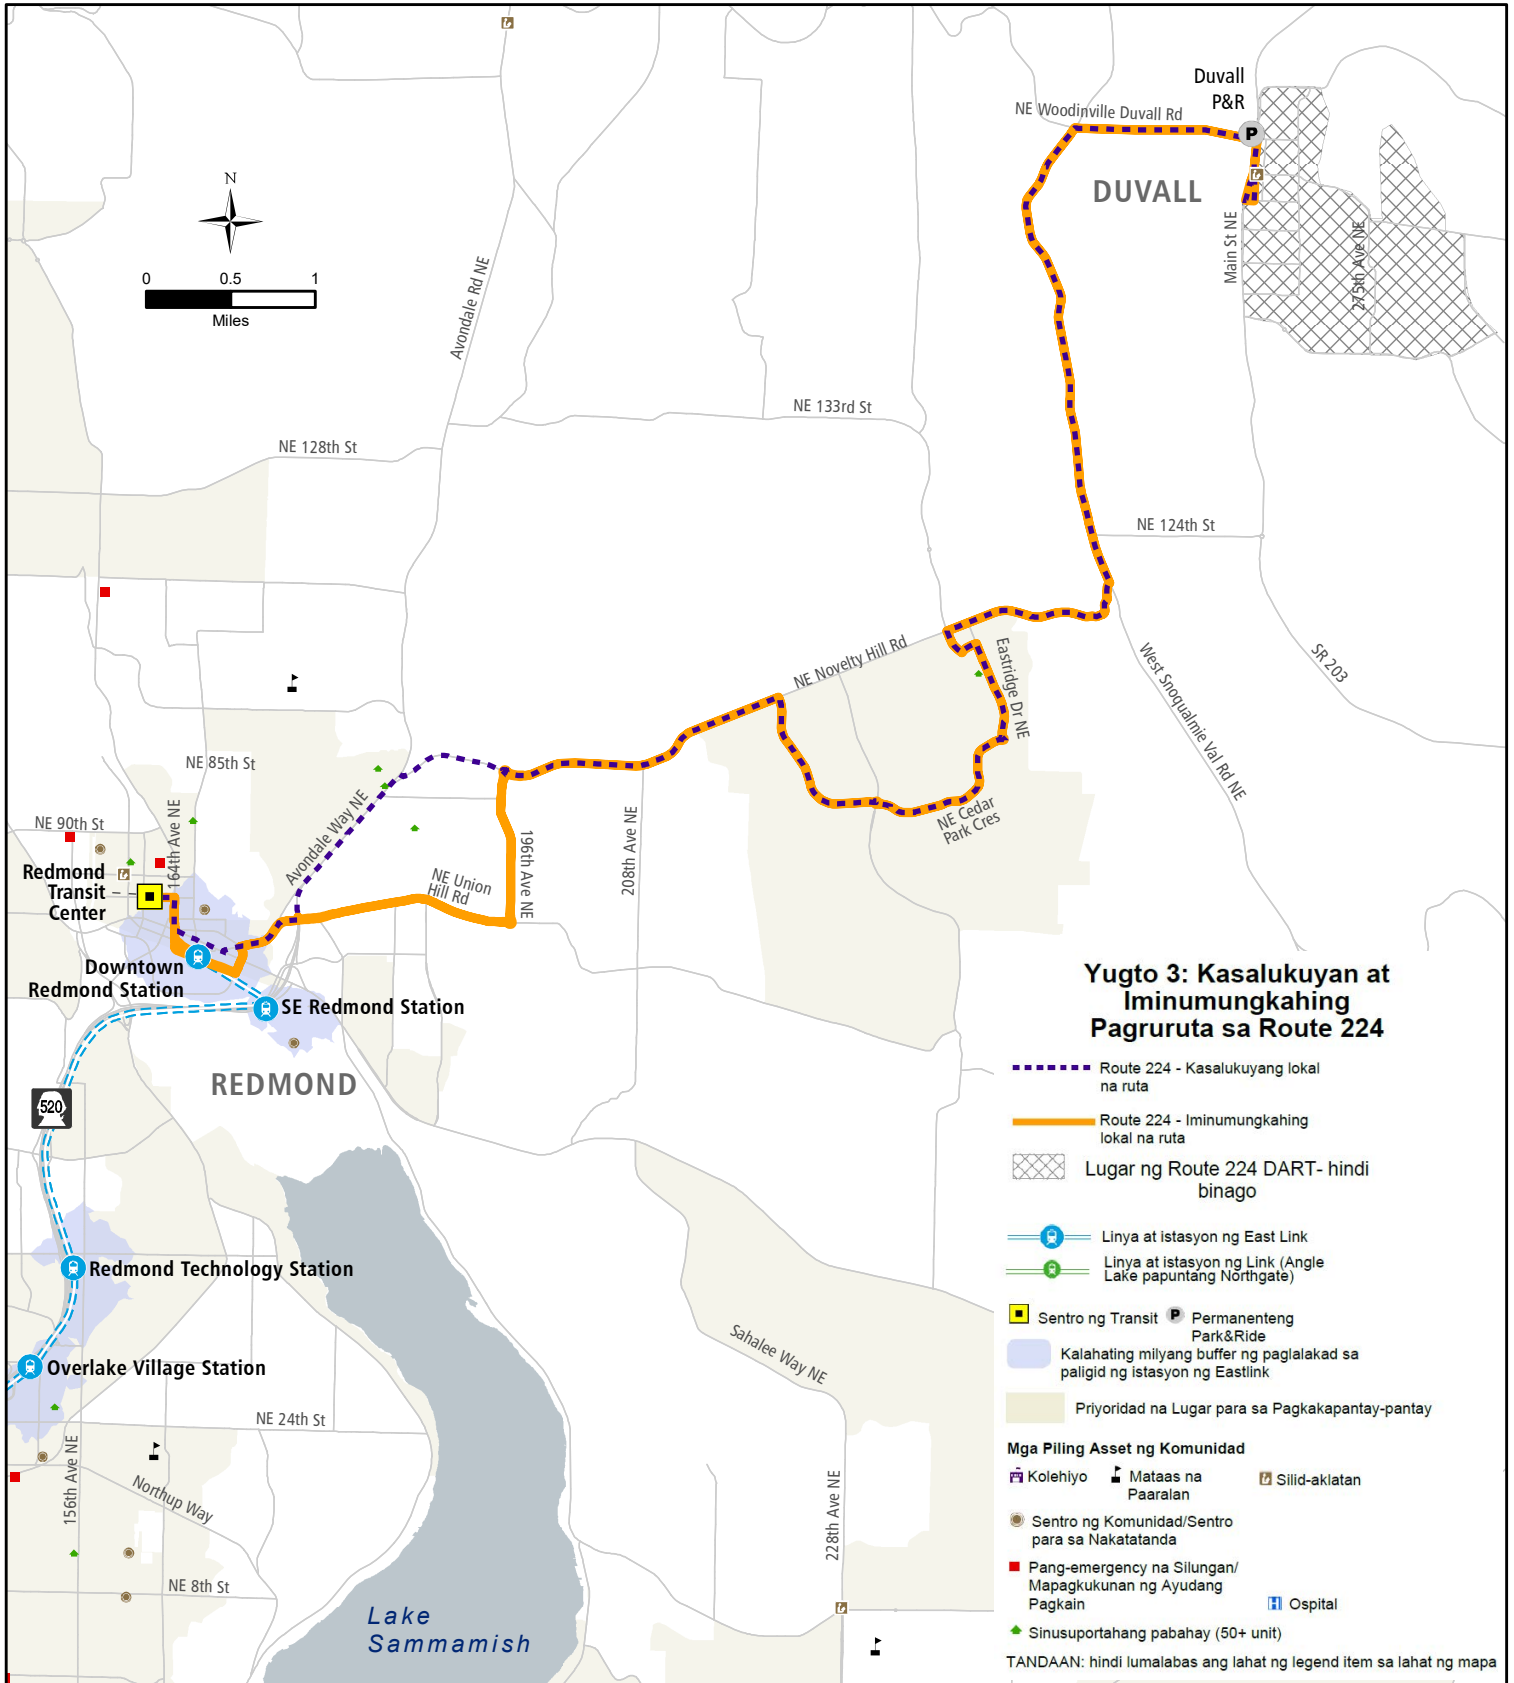 Duvall
P&R
NE Woodinville Duvall Rd
P
DUVALL
N
Main St NE
275th Ave NE
0 0.5 1
Miles
Avondale Rd NE
NE 133rd St
NE 128th St
NE 124th St
NE Novelty Hill Rd
Eastridge Dr NE
West Snoqualmie Val Rd NE
SR 203
NE 85th St
NE 90th St
164th Ave NE
Avondale Way NE
208th Ave NE
196th Ave NE
NE Cedar
Park Cres
NE Union
Hill Rd
Redmond
Transit
Center
Downtown
Redmond Station
SE Redmond Station
REDMOND
520
Redmond Technology Station
Overlake Village Station
NE 24th St
156th Ave NE
Northup Way
NE 8th St
Sahalee Way NE
228th Ave NE
Lake
Sammamish
Yugto 3: Kasalukuyan at
Iminumungkahing
Pagruruta sa Route 224
Route 224 - Kasalukuyang lokal
na ruta
Route 224 - Iminumungkahing
lokal na ruta
Lugar ng Route 224 DART- hindi
binago
Linya at istasyon ng East Link
Linya at istasyon ng Link (Angle
Lake papuntang Northgate)
Sentro ng Transit
P Permanenteng
Park&Ride
Kalahating milyang buffer ng paglalakad sa
paligid ng istasyon ng Eastlink
Priyoridad na Lugar para sa Pagkakapantay-pantay
Mga Piling Asset ng Komunidad
Kolehiyo
Mataas na
Paaralan
Silid-aklatan
Sentro ng Komunidad/Sentro
para sa Nakatatanda
Pang-emergency na Silungan/
Mapagkukunan ng Ayudang
Pagkain
H Ospital
Sinusuportahang pabahay (50+ unit)
TANDAAN: hindi lumalabas ang lahat ng legend item sa lahat ng mapa